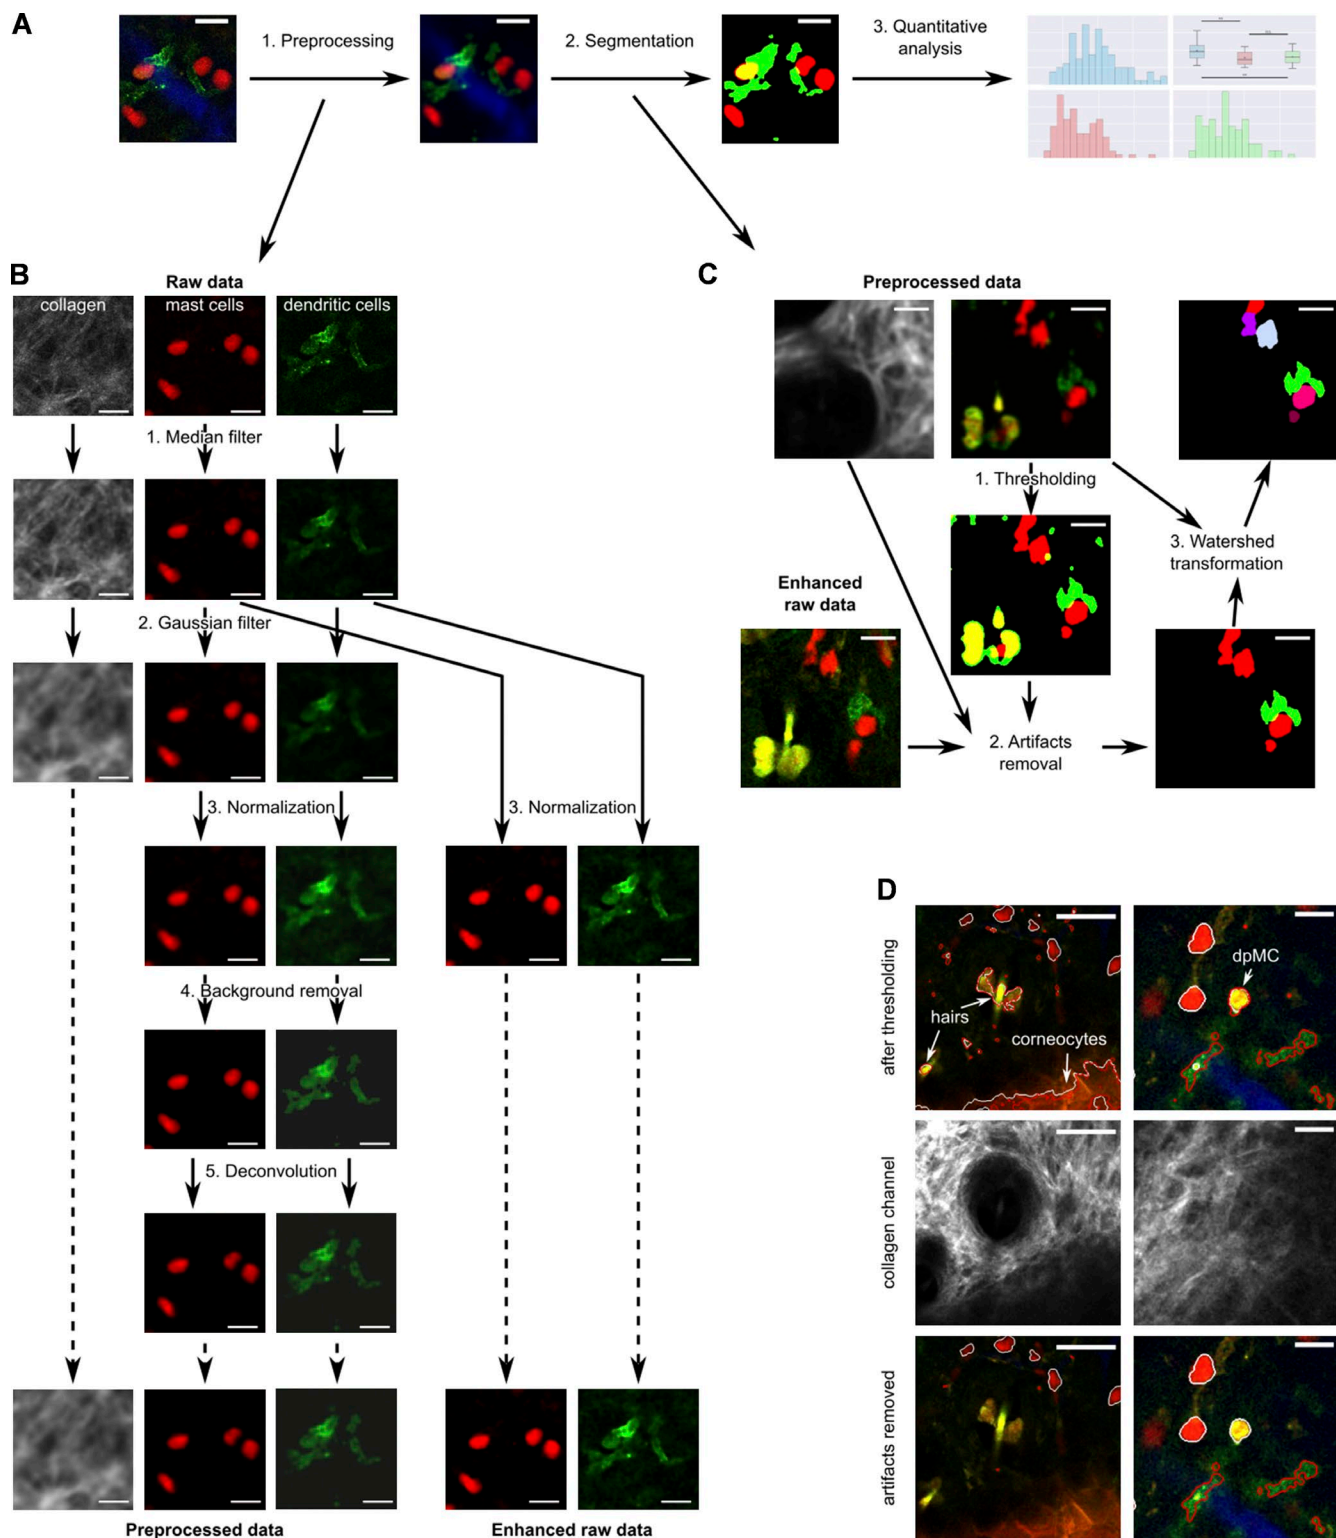 A
1. Preprocessing
2. Segmentation
3. Quantitative
analysis
B
Raw data
collagen
mast cells
dendritic cells
1. Median filter
2. Gaussian filter
3. Normalization
3. Normalization
4. Background removal
5. Deconvolution
Preprocessed data
Enhanced raw data
C
Preprocessed data
1. Thresholding
Enhanced
raw data
2. Artifacts
removal
3. Watershed
transformation
D
after thresholding
hairs
corneocytes
dpMC
collagen channel
artifacts removed